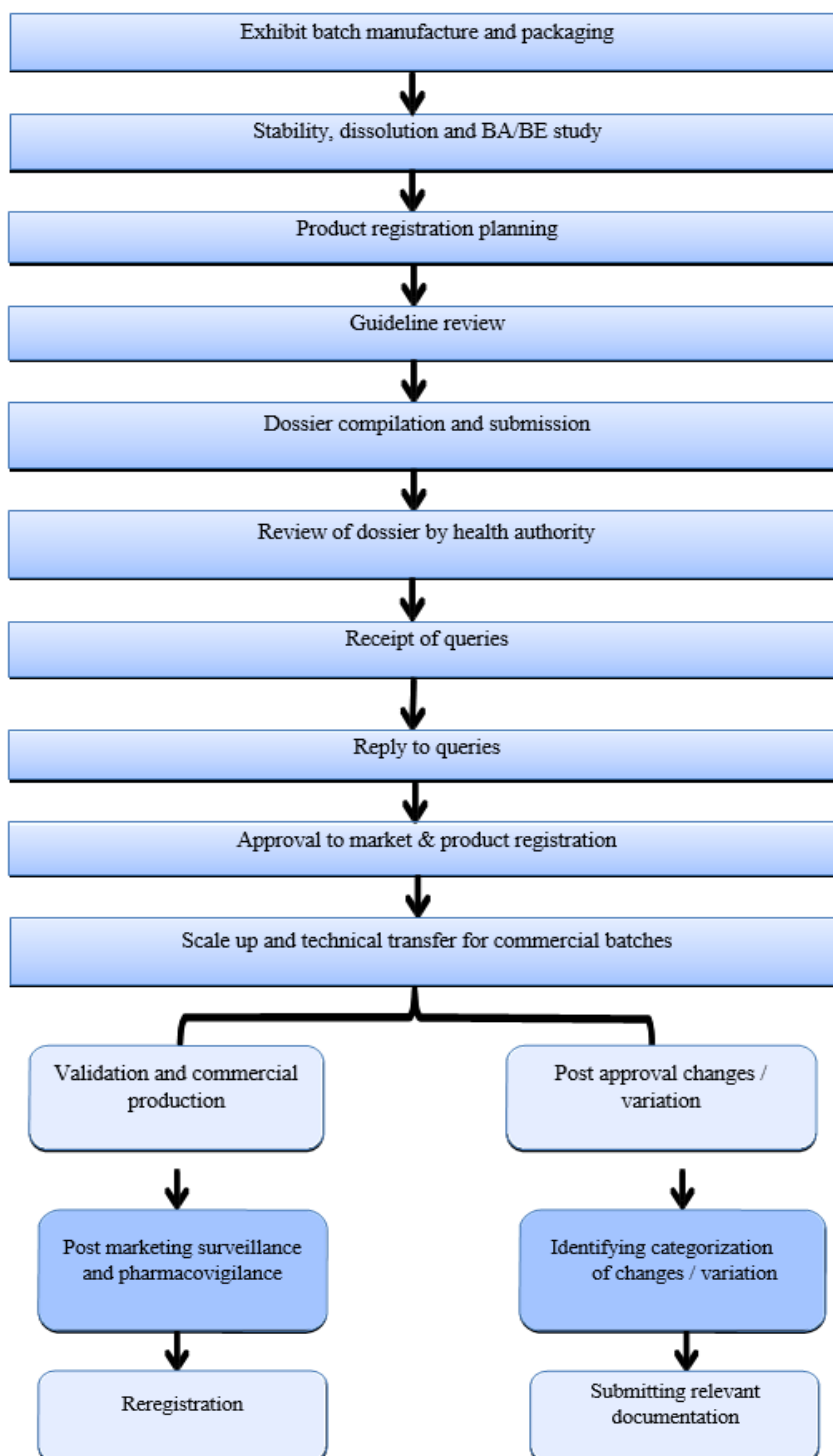 Exhibit batch manufacture and packaging
Stability, dissolution and BA/BE study
Product registration planning
Guideline review
Dossier compilation and submission
Review of dossier by health authority
Receipt of queries
Reply to queries
Approval to market & product registration
Scale up and technical transfer for commercial batches
Validation and commercial
production
Post marketing surveillance
and pharmacovigilance
Reregistration
Post approval changes /
variation
Identifying categorization
of changes / variation
Submitting relevant
documentation